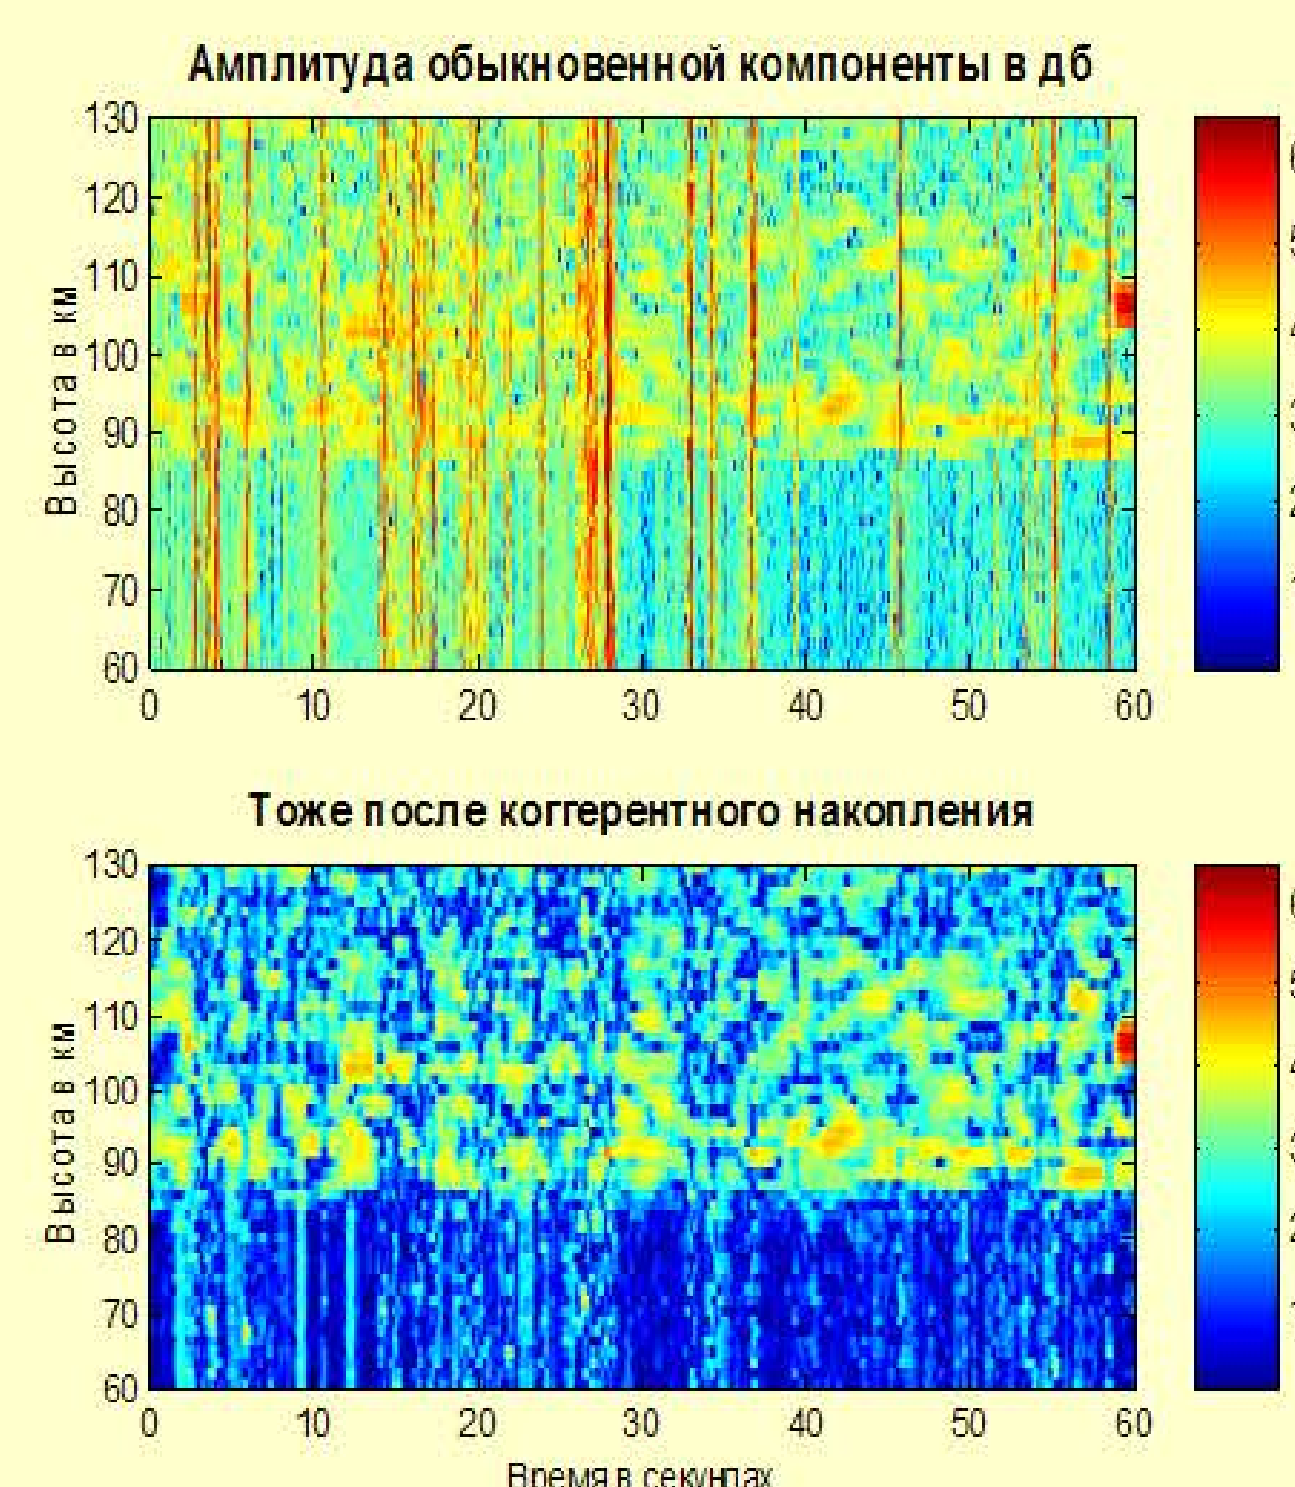 Амплитуда обыкновенной компоненты в дб
130
120
110
100
90
80
70
60
Высота в км
0 10 20 30 40 50 60
Тоже после коггерентного накопления
130
120
110
100
90
80
70
60
Высота в км
0 10 20 30 40 50 60
Время в секундах